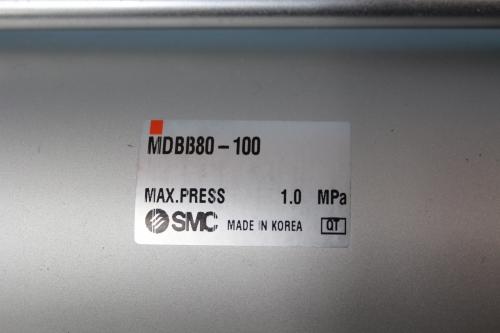 MDBB80-100
MAX.PRESS 1.0 MPa
SMC MADE IN KOREA QT